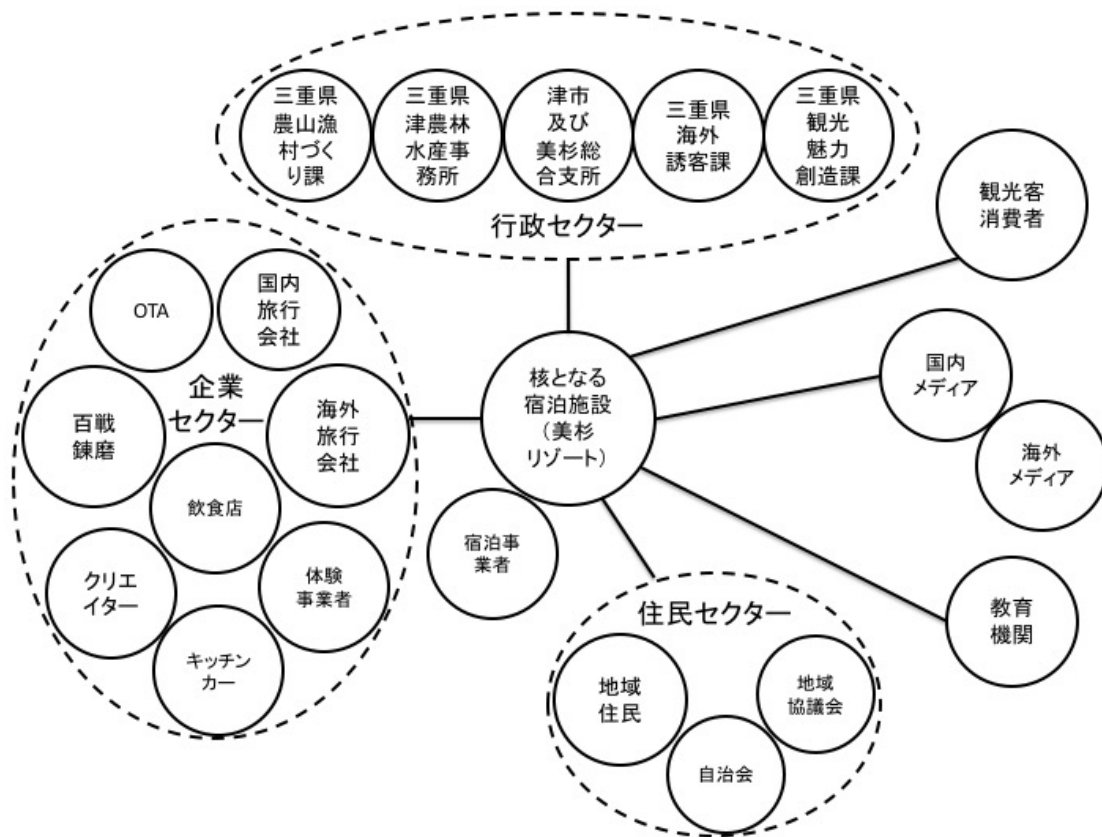 三重県
農山漁
村づく
り課
三重県
津農林
水産事
務所
津市
及び
美杉総
合支所
三重県
海外
誘客課
三重県
観光
魅力
創造課
行政セクター
観光客
消費者
OTA
国内
旅行
会社
企業
セクター
百戦
錬磨
海外
旅行
会社
飲食店
クリエ
イター
体験
事業者
キッチン
カー
核となる
宿泊施設
（美杉
リゾート）
宿泊事
業者
国内
メディア
海外
メディア
教育
機関
住民セクター
地域
住民
地域
協議会
自治会